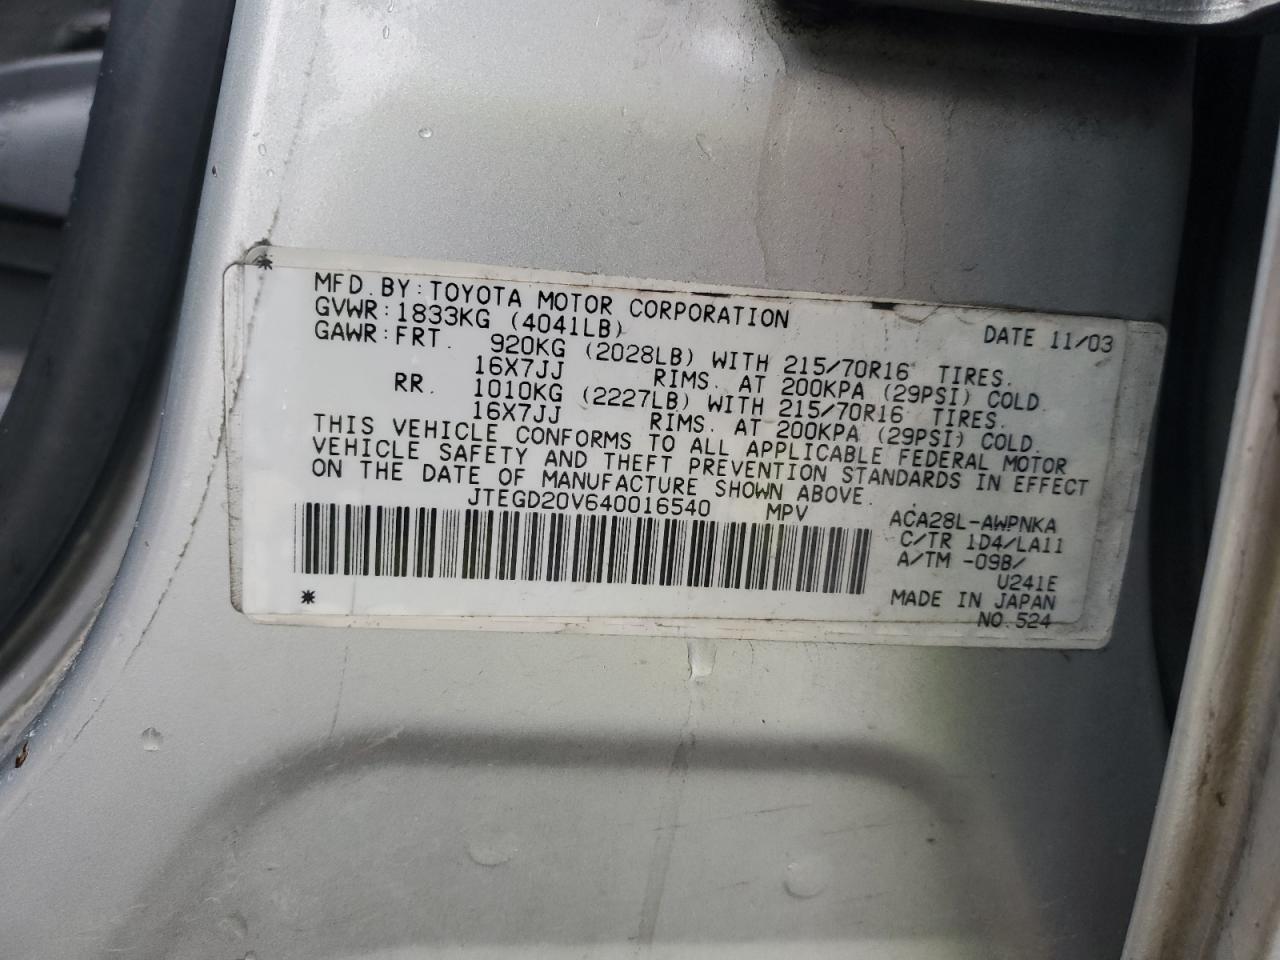 MFD. BY: TOYOTA MOTOR CORPORATION DATE 11/03
GVWR: 1833KG (4041LB)
GAWR: FRT. 920KG (2028LB) WITH 215/70R16 TIRES.
16X7JJ RIMS. AT 200KPA (29PSI) COLD.
RR. 1010KG (2227LB) WITH 215/70R16 TIRES.
16X7JJ RIMS. AT 200KPA (29PSI) COLD.
THIS VEHICLE CONFORMS TO ALL APPLICABLE FEDERAL MOTOR
VEHICLE SAFETY AND THEFT PREVENTION STANDARDS IN EFFECT
ON THE DATE OF MANUFACTURE SHOWN ABOVE.
JTEGD20V640016540 MPV
ACA28L-AWPNKA
C/TR 1D4/LA11
A/TM -09B/
U241E
MADE IN JAPAN
NO.524